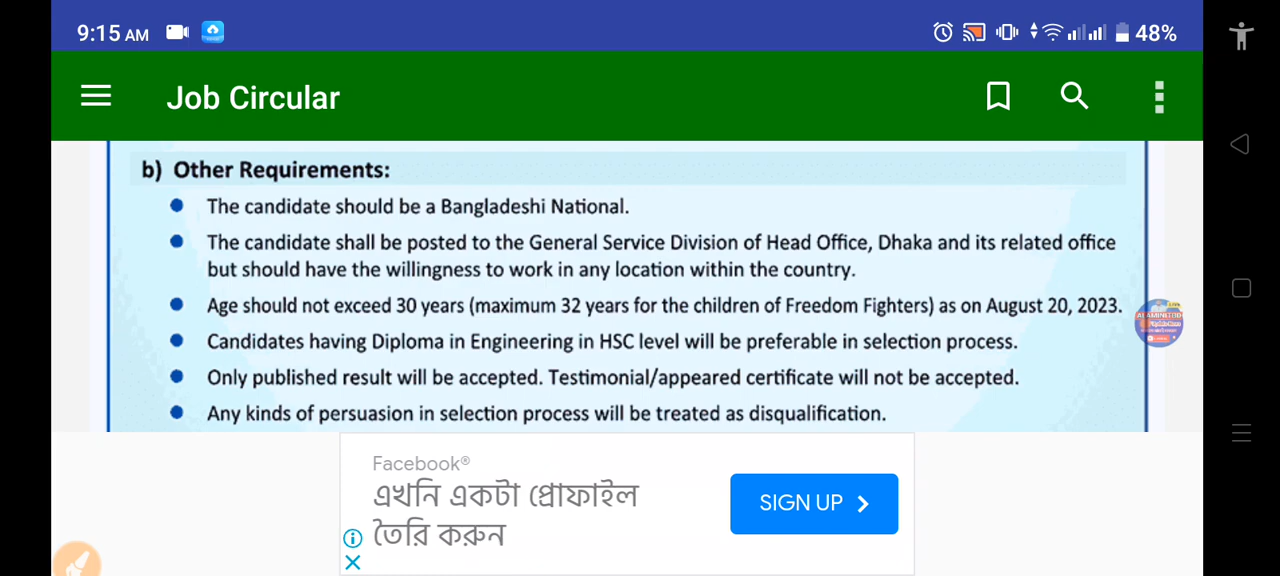 9:15 AM
48%
Job Circular
b) Other Requirements:
The candidate should be a Bangladeshi National.
The candidate shall be posted to the General Service Division of Head Office, Dhaka and its related office
but should have the willingness to work in any location within the country.
Age should not exceed 30 years (maximum 32 years for the children of Freedom Fighters) as on August 20, 2023.
Candidates having Diploma in Engineering in HSC level will be preferable in selection process.
Only published result will be accepted. Testimonial/appeared certificate will not be accepted.
Any kinds of persuasion in selection process will be treated as disqualification.
Facebook®
এখনি একটা প্রোফাইল
তৈরি করুন
SIGN UP